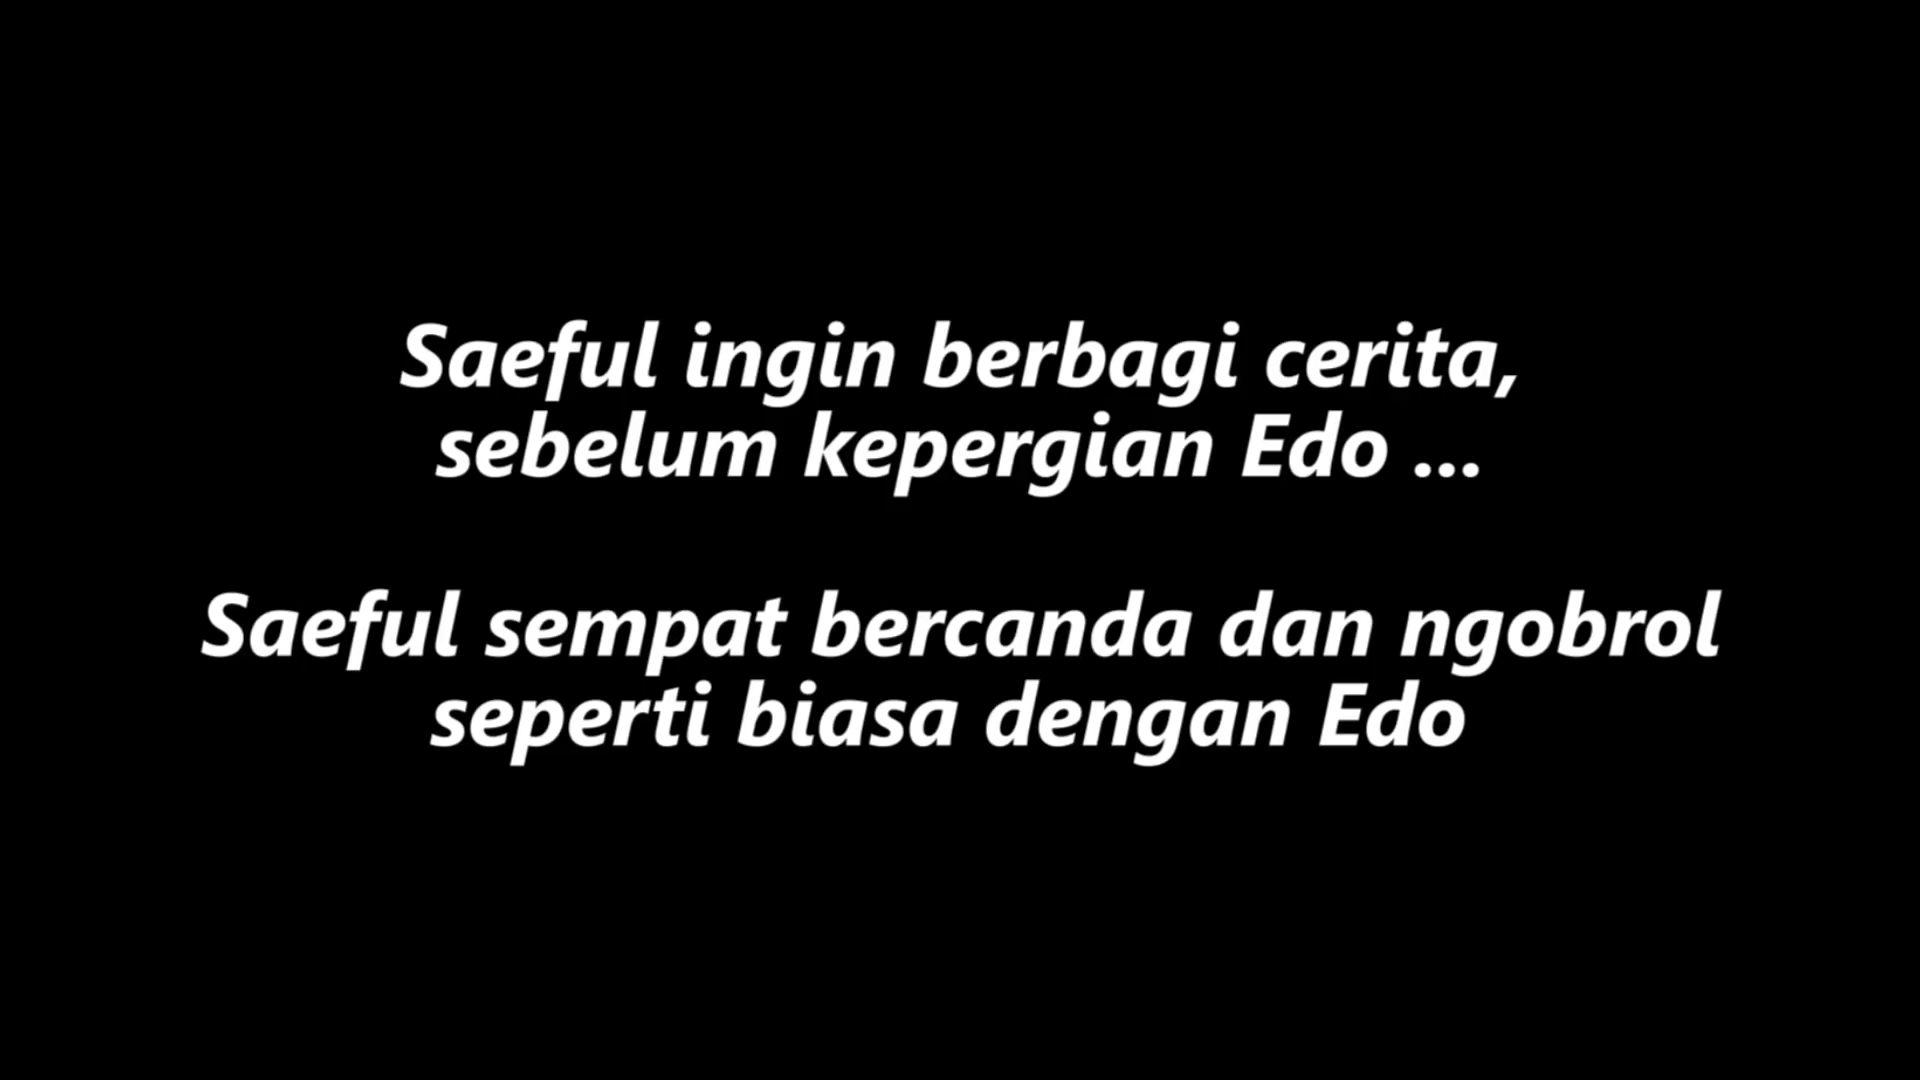 Saeful ingin berbagi cerita,
sebelum kepergian Edo ...
Saeful sempat bercanda dan ngobrol
seperti biasa dengan Edo